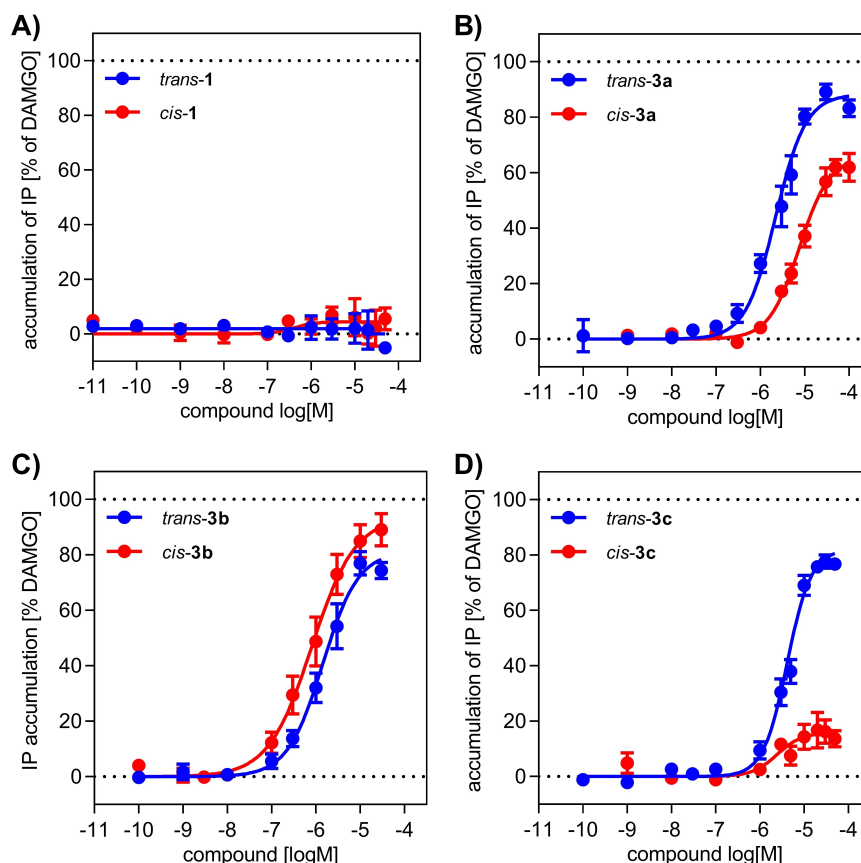 A)
accumulation of IP [% of DAMGO]
100
80
60
40
20
0
trans-1
cis-1
-11 -10 -9 -8 -7 -6 -5 -4
compound log[M]
B)
accumulation of IP [% of DAMGO]
100
80
60
40
20
0
trans-3a
cis-3a
-11 -10 -9 -8 -7 -6 -5 -4
compound log[M]
C)
IP accumulation [% DAMGO]
100
80
60
40
20
0
trans-3b
cis-3b
-11 -10 -9 -8 -7 -6 -5 -4
compound [logM]
D)
accumulation of IP [% of DAMGO]
100
80
60
40
20
0
trans-3c
cis-3c
-11 -10 -9 -8 -7 -6 -5 -4
compound log[M]